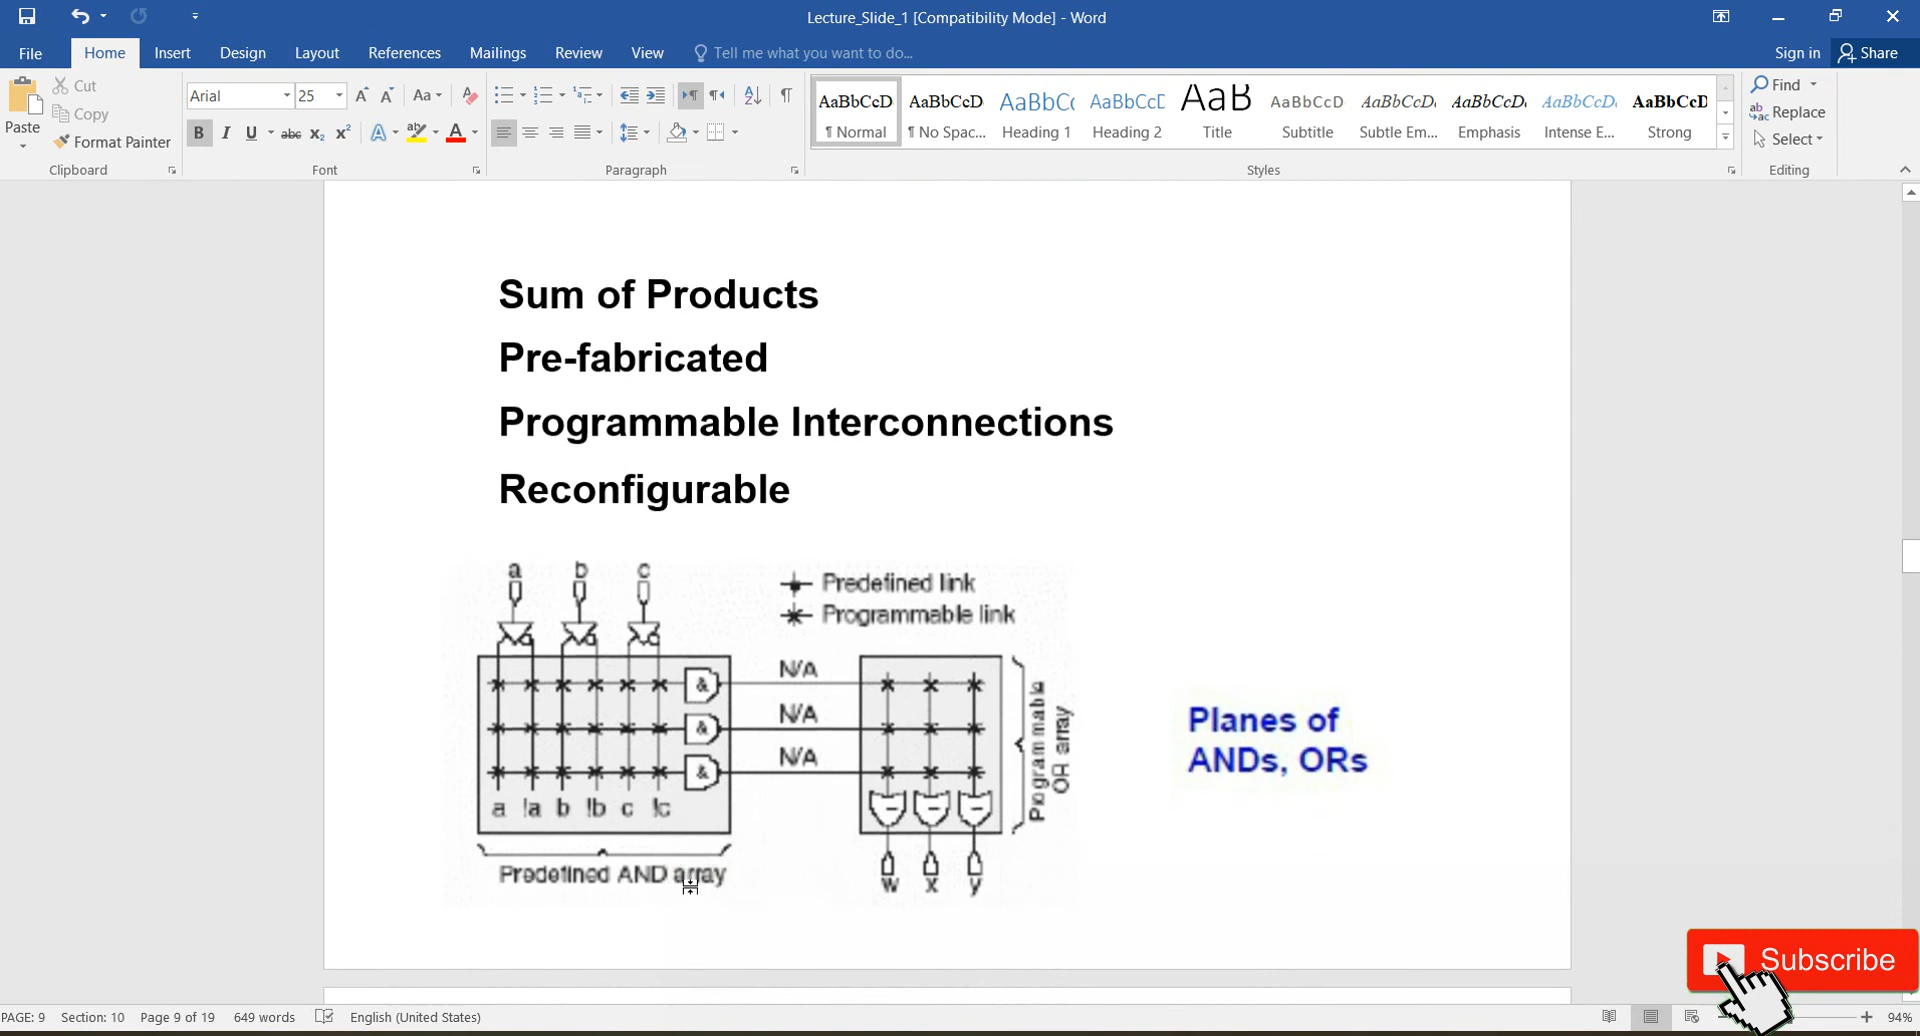 Lecture_Slide_1 [Compatibility Mode] - Word
File Home Insert Design Layout References Mailings Review View Tell me what you want to do... Sign in Share
Paste
Cut
Copy
Format Painter
Clipboard
Arial 25
Aa
B I U abc X₂ X²
A ab A
Font
Paragraph
AaBbCcD AaBbCcD AaBbC AaBbCcD AaB AaBbCcD AaBbCcD AaBbCcD AaBbCcD AaBbCcD
¶ Normal ¶ No Spac... Heading 1 Heading 2 Title Subtitle Subtle Em... Emphasis Intense E... Strong
Styles
Find
Replace
Select
Editing
Sum of Products
Pre-fabricated
Programmable Interconnections
Reconfigurable
a b c
Predefined link
Programmable link
& N/A
& N/A
& N/A
a !a b !b c !c
Predefined AND array
Programmable
OR array
w x y
Planes of
ANDs, ORs
Subscribe
PAGE: 9 Section: 10 Page 9 of 19 649 words English (United States) 94%